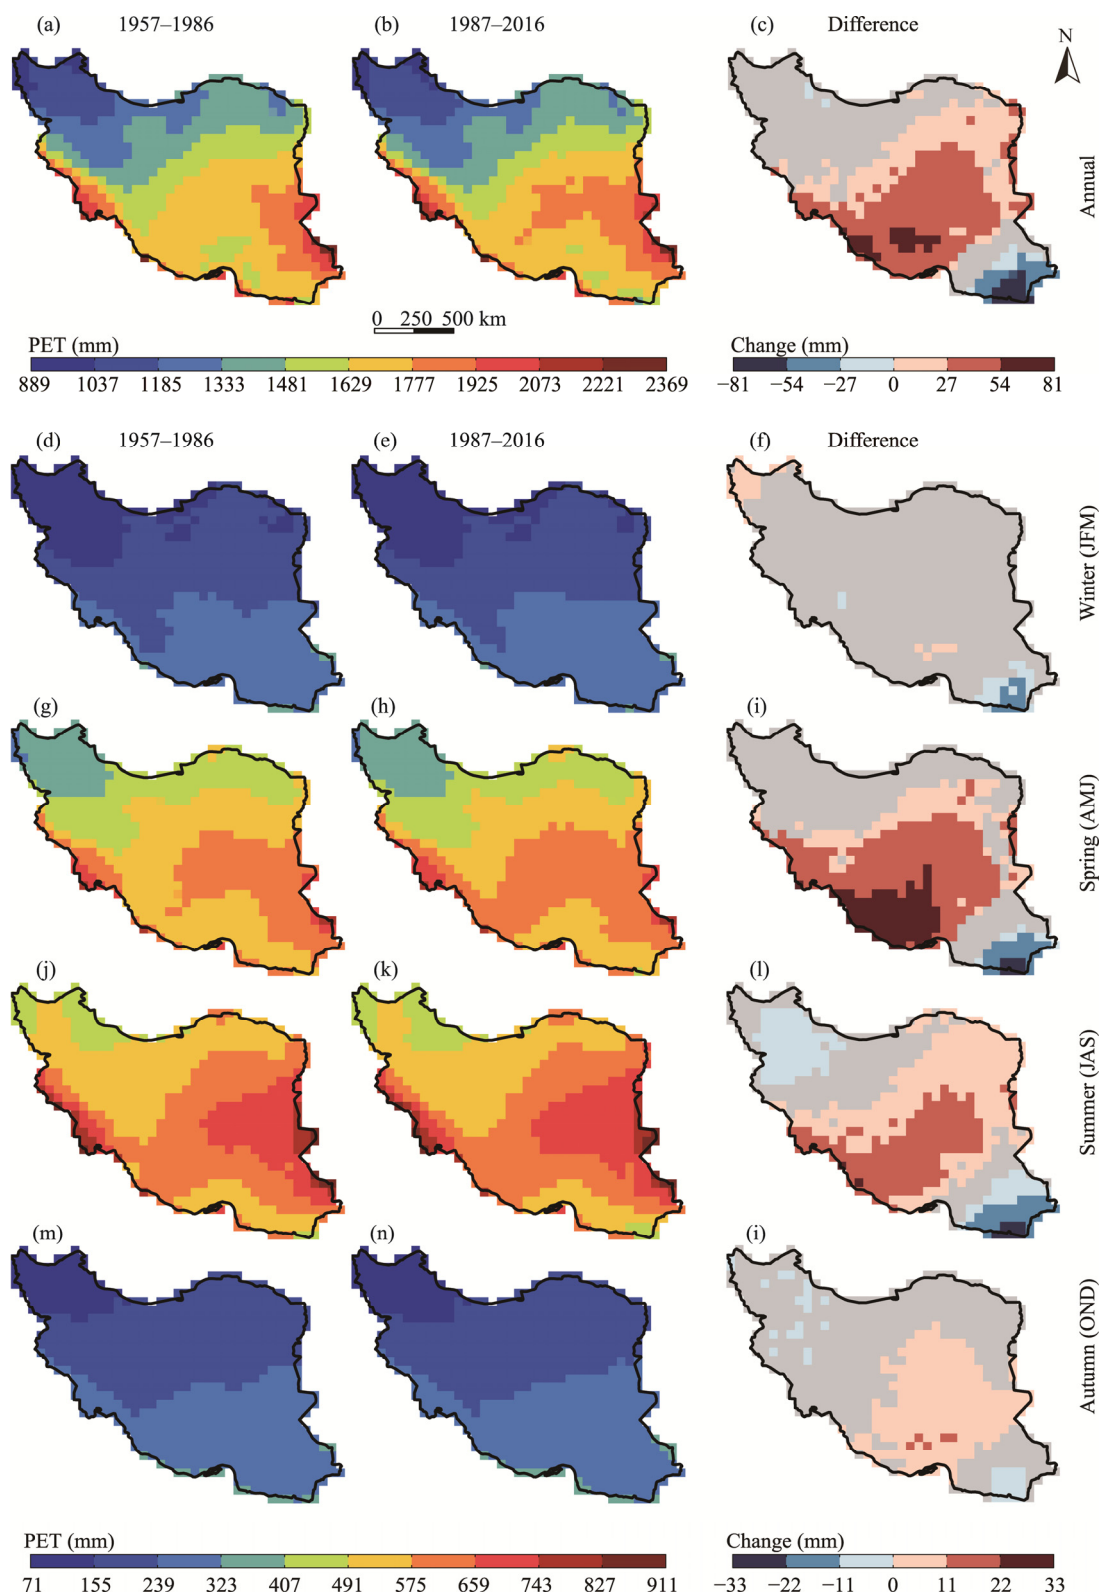 (a) 1957–1986 (b) 1987–2016 (c) Difference
N
Annual
0 250 500 km
PET (mm) Change (mm)
889 1037 1185 1333 1481 1629 1777 1925 2073 2221 2369 −81 −54 −27 0 27 54 81
(d) 1957–1986 (e) 1987–2016 (f) Difference
Winter (JFM)
(g) (h) (i)
Spring (AMJ)
(j) (k) (l)
Summer (JAS)
(m) (n) (i)
Autumn (OND)
PET (mm) Change (mm)
71 155 239 323 407 491 575 659 743 827 911 −33 −22 −11 0 11 22 33